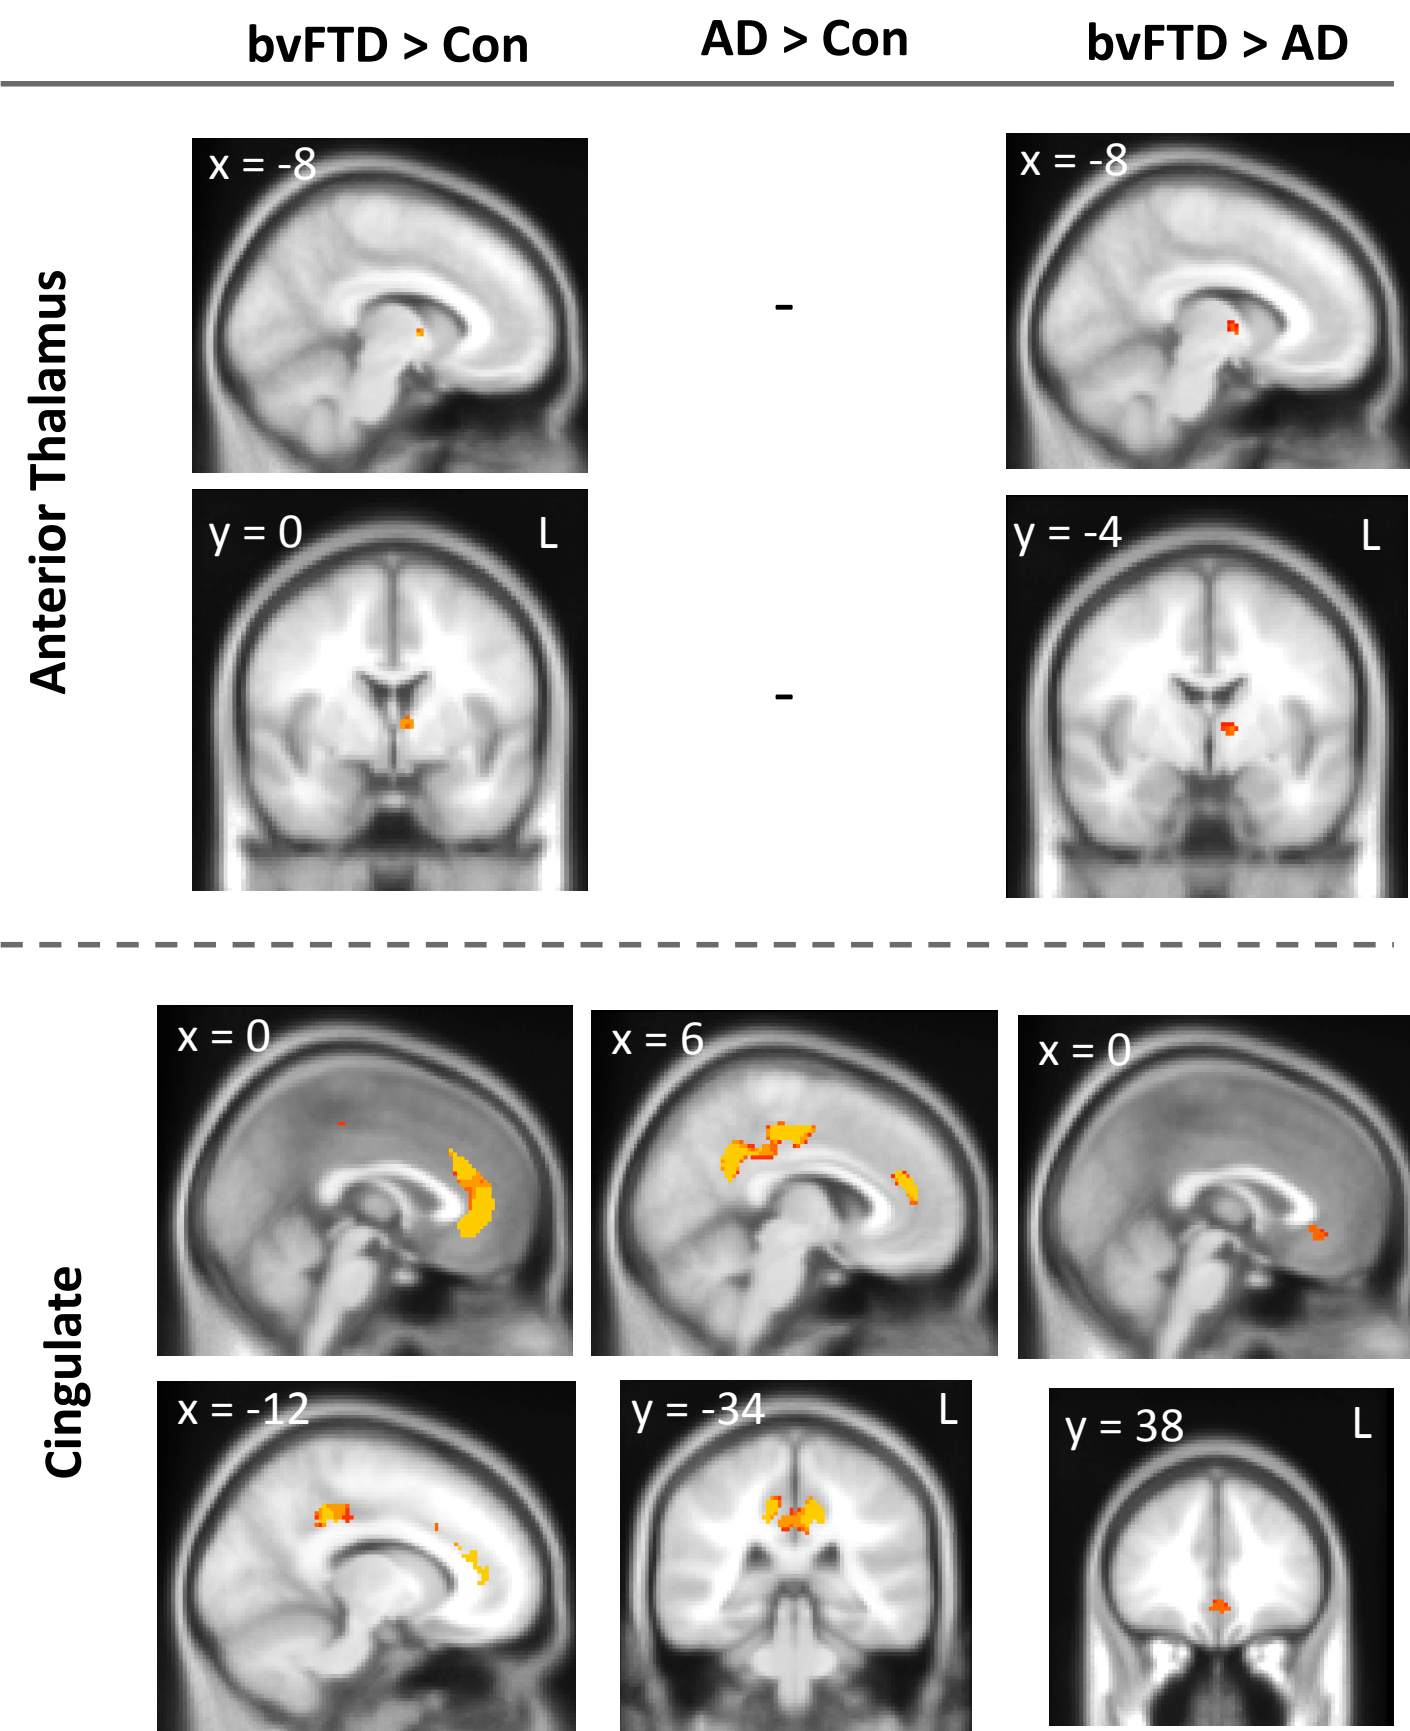 bvFTD > Con
AD > Con
bvFTD > AD
Anterior Thalamus
x = -8
-
x = -8
y = 0
L
-
y = -4
L
Cingulate
x = 0
x = 6
x = 0
x = -12
y = -34
L
y = 38
L